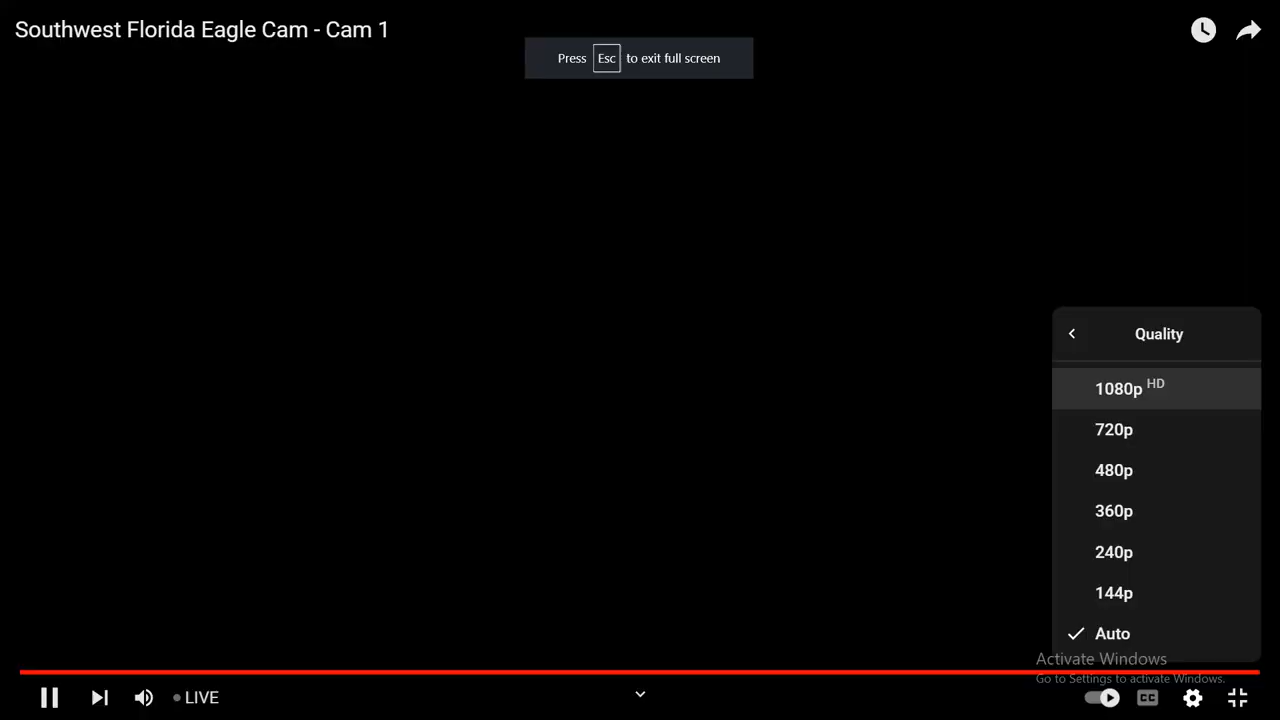 Southwest Florida Eagle Cam - Cam 1
Press Esc to exit full screen
Quality
1080p HD
720p
480p
360p
240p
144p
Auto
Activate Windows
Go to Settings to activate Windows.
LIVE
CC